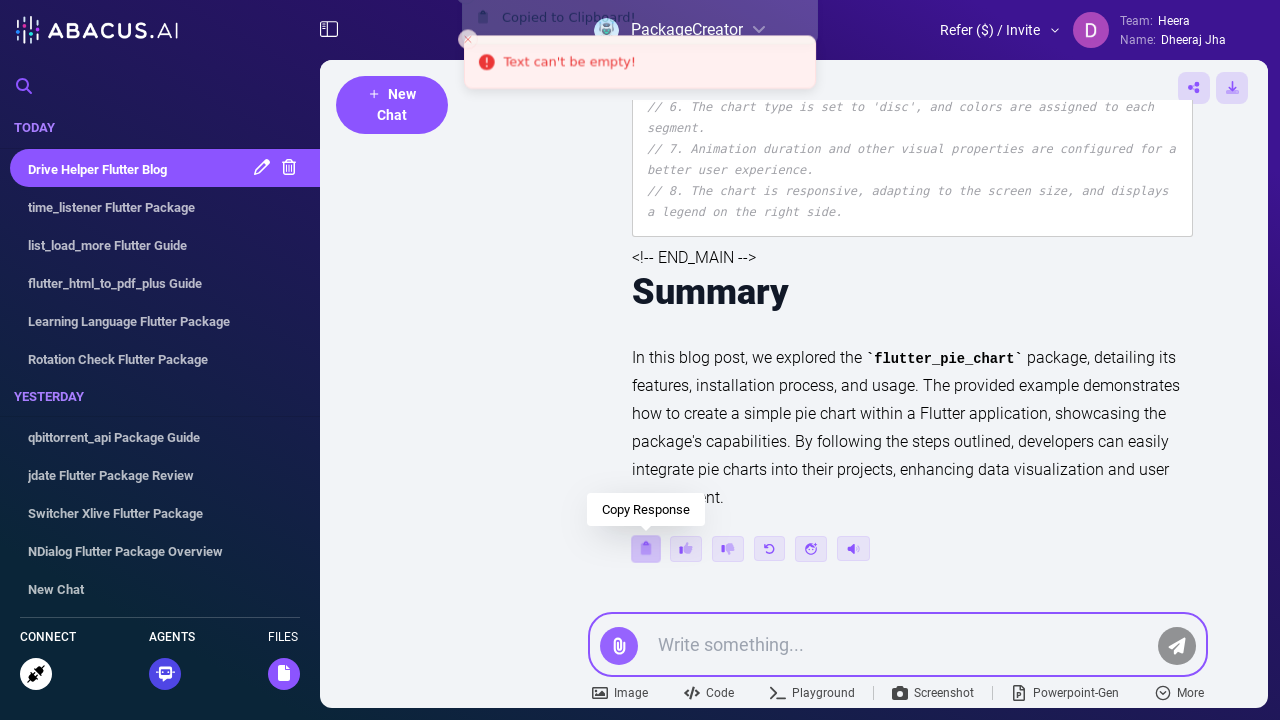 ABACUS.AI
Copied to Clipboard!
PackageCreator
Text can't be empty!
Refer ($) / Invite
D
Team: Heera
Name: Dheeraj Jha
+ New
Chat
TODAY
Drive Helper Flutter Blog
time_listener Flutter Package
list_load_more Flutter Guide
flutter_html_to_pdf_plus Guide
Learning Language Flutter Package
Rotation Check Flutter Package
YESTERDAY
qbittorrent_api Package Guide
jdate Flutter Package Review
Switcher Xlive Flutter Package
NDialog Flutter Package Overview
New Chat
CONNECT
AGENTS
FILES
// 6. The chart type is set to 'disc', and colors are assigned to each
segment.
// 7. Animation duration and other visual properties are configured for a
better user experience.
// 8. The chart is responsive, adapting to the screen size, and displays
a legend on the right side.
<!-- END_MAIN -->
Summary
In this blog post, we explored the `flutter_pie_chart` package, detailing its
features, installation process, and usage. The provided example demonstrates
how to create a simple pie chart within a Flutter application, showcasing the
package's capabilities. By following the steps outlined, developers can easily
integrate pie charts into their projects, enhancing data visualization and user
Copy Response
Write something...
Image
Code
Playground
Screenshot
Powerpoint-Gen
More